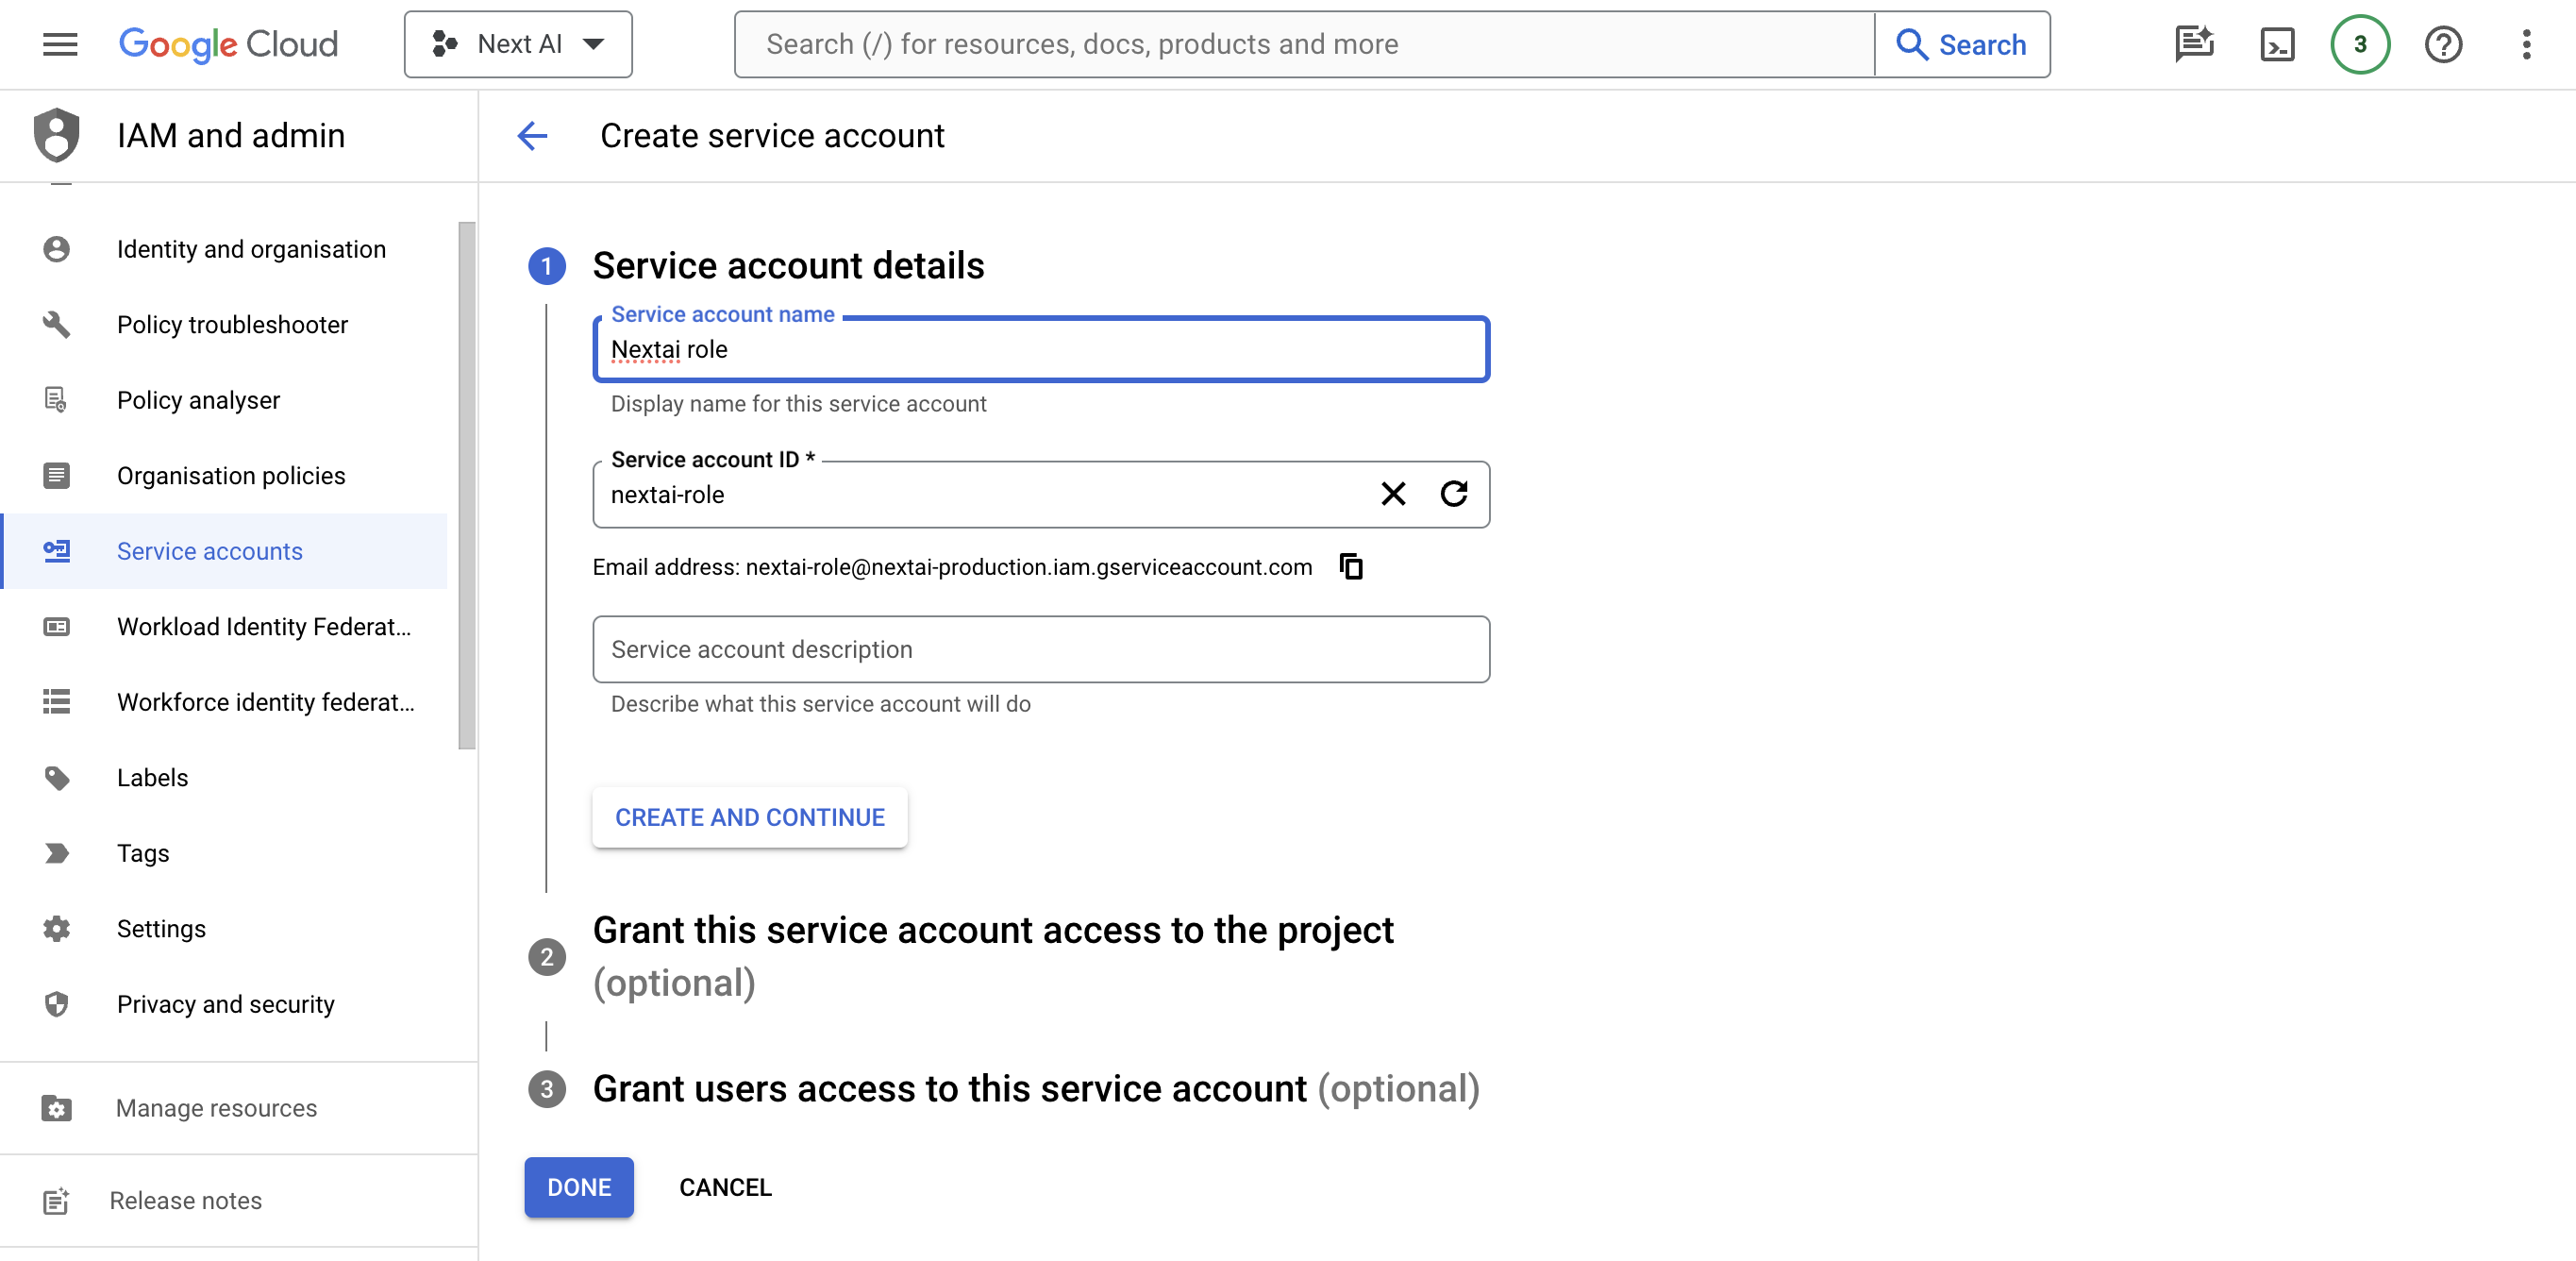 Google Cloud
Next AI
Search (/) for resources, docs, products and more
Search
3
IAM and admin
Create service account
Identity and organisation
Policy troubleshooter
Policy analyser
Organisation policies
Service accounts
Workload Identity Federat...
Workforce identity federat...
Labels
Tags
Settings
Privacy and security
Manage resources
Release notes
1
Service account details
Service account name
Nextai role
Display name for this service account
Service account ID *
nextai-role
Email address: nextai-role@nextai-production.iam.gserviceaccount.com
Service account description
Describe what this service account will do
CREATE AND CONTINUE
2
Grant this service account access to the project
(optional)
3
Grant users access to this service account (optional)
DONE
CANCEL